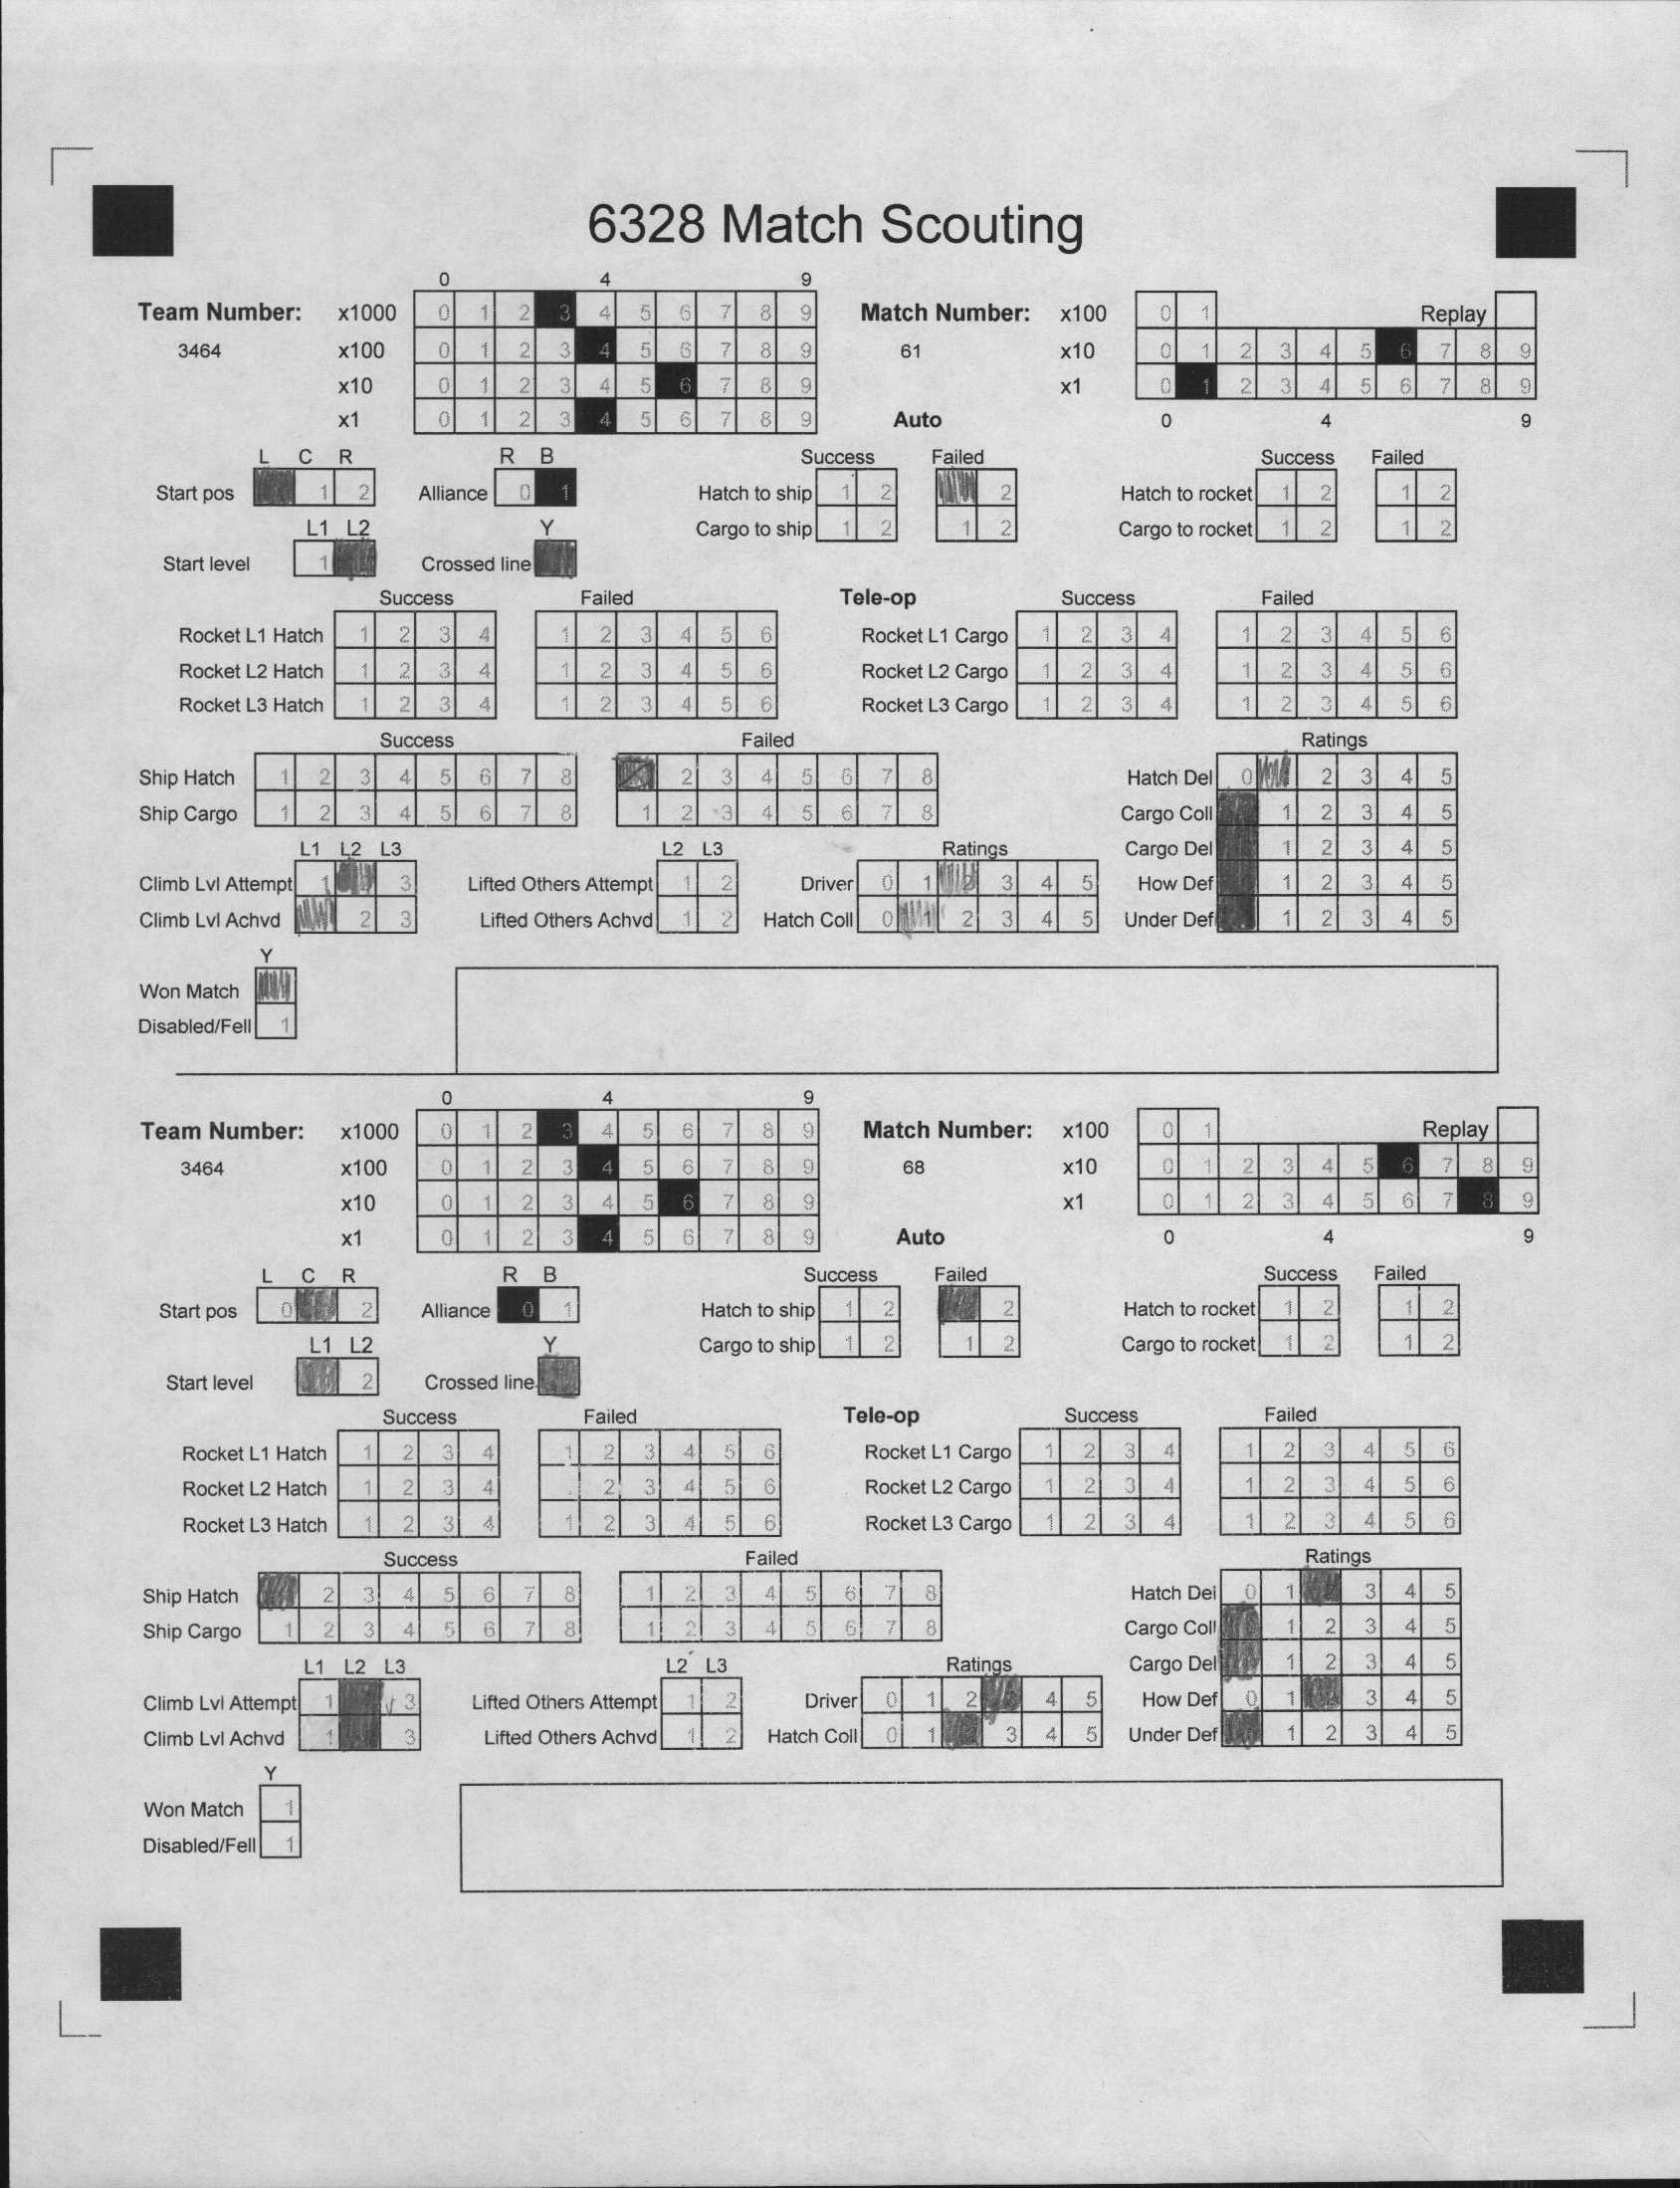 6328 Match Scouting
0 4 9
Team Number: x1000 0 1 2 3 4 5 6 7 8 9 Match Number: x100 0 1 Replay
3464 x100 0 1 2 3 4 5 6 7 8 9 61 x10 0 1 2 3 4 5 6 7 8 9
x10 0 1 2 3 4 5 6 7 8 9 x1 0 1 2 3 4 5 6 7 8 9
x1 0 1 2 3 4 5 6 7 8 9 Auto 0 4 9
L C R R B Success Failed Success Failed
Start pos 1 2 Alliance 0 1 Hatch to ship 1 2 2 Hatch to rocket 1 2 1 2
L1 L2 Y Cargo to ship 1 2 1 2 Cargo to rocket 1 2 1 2
Start level 1 Crossed line
Success Failed Tele-op Success Failed
Rocket L1 Hatch 1 2 3 4 1 2 3 4 5 6 Rocket L1 Cargo 1 2 3 4 1 2 3 4 5 6
Rocket L2 Hatch 1 2 3 4 1 2 3 4 5 6 Rocket L2 Cargo 1 2 3 4 1 2 3 4 5 6
Rocket L3 Hatch 1 2 3 4 1 2 3 4 5 6 Rocket L3 Cargo 1 2 3 4 1 2 3 4 5 6
Success Failed Ratings
Ship Hatch 1 2 3 4 5 6 7 8 2 3 4 5 6 7 8 Hatch Del 0 2 3 4 5
Ship Cargo 1 2 3 4 5 6 7 8 1 2 3 4 5 6 7 8 Cargo Coll 1 2 3 4 5
L1 L2 L3 L2 L3 Ratings Cargo Del 1 2 3 4 5
Climb Lvl Attempt 1 3 Lifted Others Attempt 1 2 Driver 0 1 2 3 4 5 How Def 1 2 3 4 5
Climb Lvl Achvd 2 3 Lifted Others Achvd 1 2 Hatch Coll 0 1 2 3 4 5 Under Def 1 2 3 4 5
Y
Won Match
Disabled/Fell 1
0 4 9
Team Number: x1000 0 1 2 3 4 5 6 7 8 9 Match Number: x100 0 1 Replay
3464 x100 0 1 2 3 4 5 6 7 8 9 68 x10 0 1 2 3 4 5 6 7 8 9
x10 0 1 2 3 4 5 6 7 8 9 x1 0 1 2 3 4 5 6 7 8 9
x1 0 1 2 3 4 5 6 7 8 9 Auto 0 4 9
L C R R B Success Failed Success Failed
Start pos 0 2 Alliance 0 1 Hatch to ship 1 2 2 Hatch to rocket 1 2 1 2
L1 L2 Y Cargo to ship 1 2 1 2 Cargo to rocket 1 2 1 2
Start level 2 Crossed line
Success Failed Tele-op Success Failed
Rocket L1 Hatch 1 2 3 4 1 2 3 4 5 6 Rocket L1 Cargo 1 2 3 4 1 2 3 4 5 6
Rocket L2 Hatch 1 2 3 4 2 3 4 5 6 Rocket L2 Cargo 1 2 3 4 1 2 3 4 5 6
Rocket L3 Hatch 1 2 3 4 1 2 3 4 5 6 Rocket L3 Cargo 1 2 3 4 1 2 3 4 5 6
Success Failed Ratings
Ship Hatch 2 3 4 5 6 7 8 1 2 3 4 5 6 7 8 Hatch Del 0 1 3 4 5
Ship Cargo 1 2 3 4 5 6 7 8 1 2 3 4 5 6 7 8 Cargo Coll 1 2 3 4 5
L1 L2 L3 L2 L3 Ratings Cargo Del 1 2 3 4 5
Climb Lvl Attempt 1 3 Lifted Others Attempt 1 2 Driver 0 1 2 4 5 How Def 0 1 3 4 5
Climb Lvl Achvd 1 3 Lifted Others Achvd 1 2 Hatch Coll 0 1 3 4 5 Under Def 1 2 3 4 5
Y
Won Match 1
Disabled/Fell 1